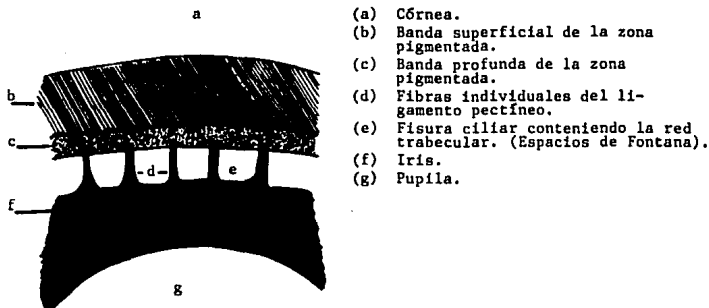 a
b
c
-d-
e
f
g
(a) Córnea.
(b) Banda superficial de la zona
pigmentada.
(c) Banda profunda de la zona
pigmentada.
(d) Fibras individuales del li-
gamento pectíneo.
(e) Fisura ciliar conteniendo la red
trabecular. (Espacios de Fontana).
(f) Iris.
(g) Pupila.